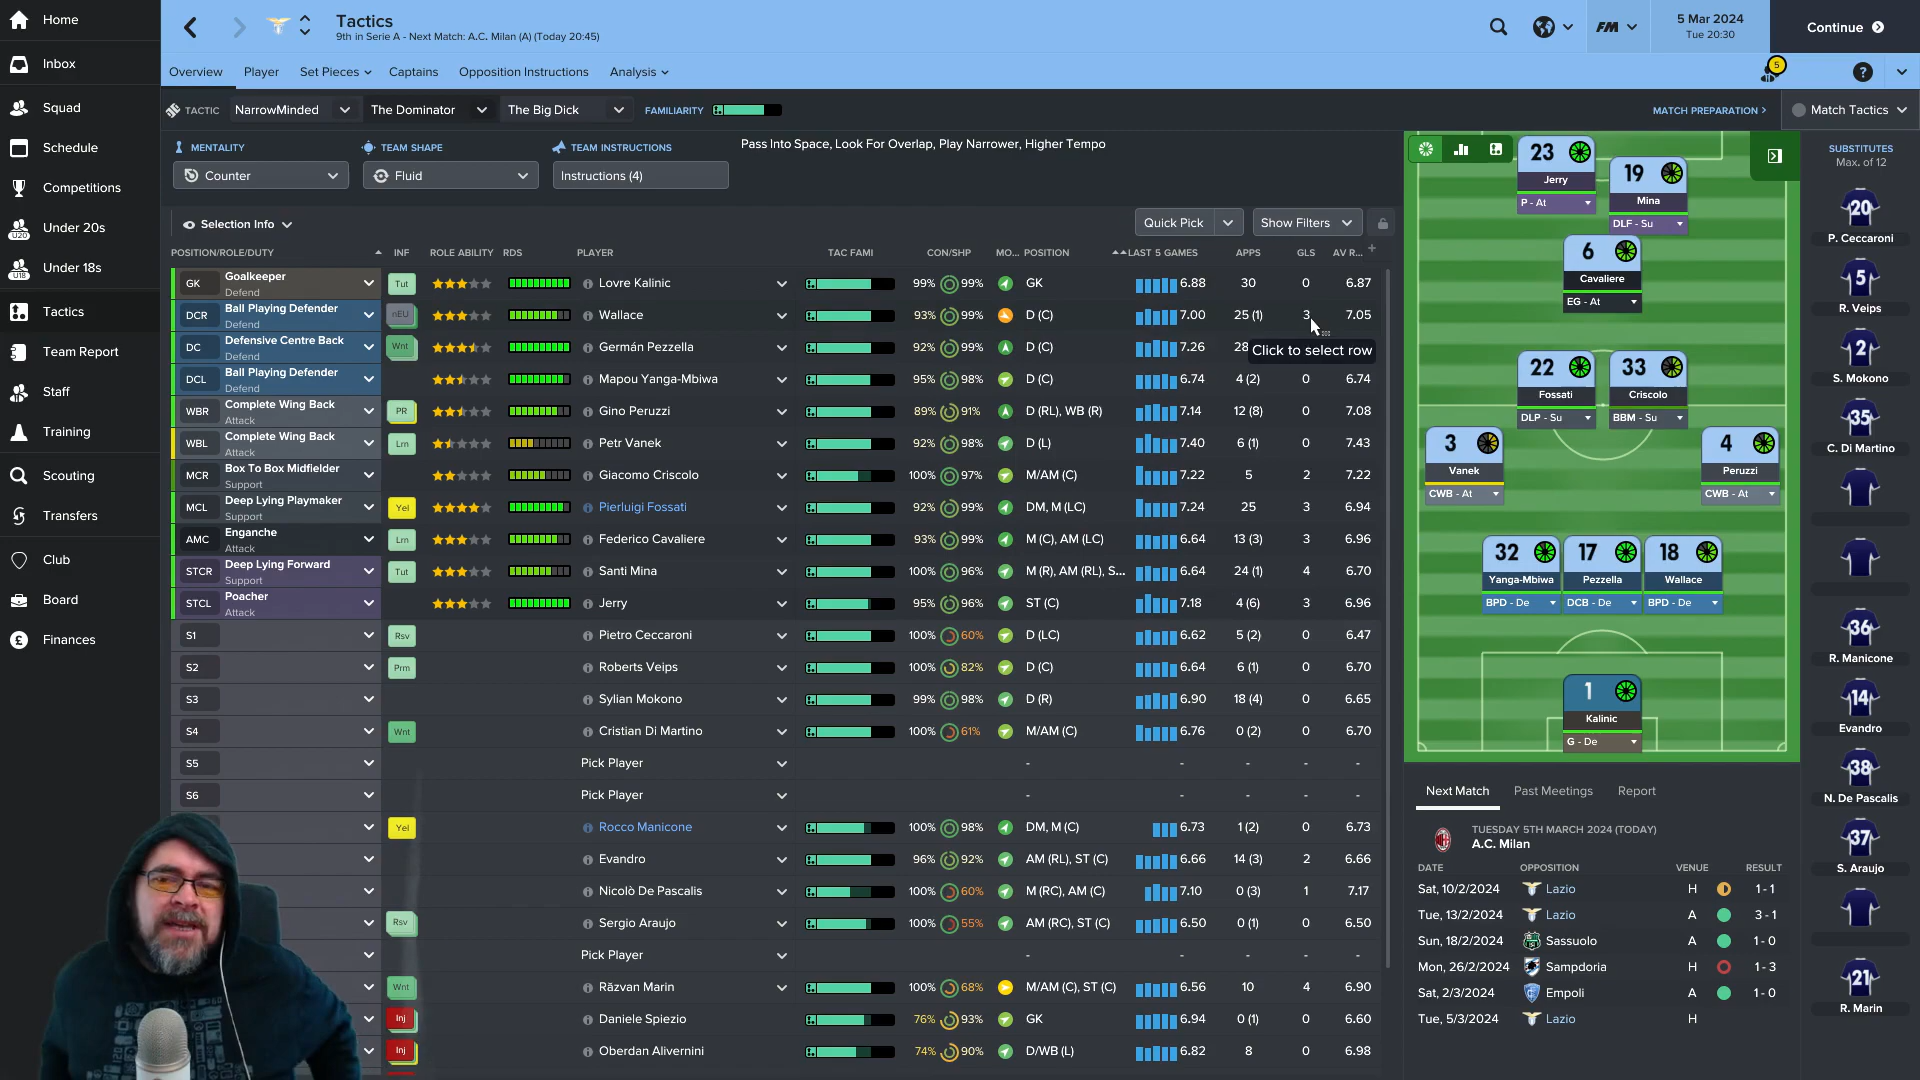 Home
Inbox
Squad
Schedule
Competitions
Under 20s
Under 18s
Tactics
Team Report
Staff
Training
Scouting
Transfers
Club
Board
Finances
Tactics
9th in Serie A - Next Match: A.C. Milan (A) (Today 20:45)
FM
5 Mar 2024
Tue 20:30
Continue
Overview Player Set Pieces Captains Opposition Instructions Analysis
5
?
TACTIC NarrowMinded The Dominator The Big Dick FAMILIARITY
MATCH PREPARATION > Match Tactics
MENTALITY TEAM SHAPE TEAM INSTRUCTIONS
Pass Into Space, Look For Overlap, Play Narrower, Higher Tempo
Counter Fluid Instructions (4)
Selection Info Quick Pick Show Filters
POSITION/ROLE/DUTY INF ROLE ABILITY RDS PLAYER TAC FAMI CON/SHP MO... POSITION LAST 5 GAMES APPS GLS AV R...
GK Goalkeeper Defend Tut Lovre Kalinic 99% 99% GK 6.88 30 0 6.87
DCR Ball Playing Defender Defend nEU Wallace 93% 99% D (C) 7.00 25 (1) 3 7.05
DC Defensive Centre Back Defend Wnt Germán Pezzella 92% 99% D (C) 7.26 28
Click to select row
DCL Ball Playing Defender Defend Mapou Yanga-Mbiwa 95% 98% D (C) 6.74 4 (2) 0 6.74
WBR Complete Wing Back Attack PR Gino Peruzzi 89% 91% D (RL), WB (R) 7.14 12 (8) 0 7.08
WBL Complete Wing Back Attack Lrn Petr Vanek 92% 98% D (L) 7.40 6 (1) 0 7.43
MCR Box To Box Midfielder Support Giacomo Criscolo 100% 97% M/AM (C) 7.22 5 2 7.22
MCL Deep Lying Playmaker Support Yel Pierluigi Fossati 92% 99% DM, M (LC) 7.24 25 3 6.94
AMC Enganche Attack Lrn Federico Cavaliere 93% 99% M (C), AM (LC) 6.64 13 (3) 3 6.96
STCR Deep Lying Forward Support Tut Santi Mina 100% 96% M (R), AM (RL), S... 6.64 24 (1) 4 6.70
STCL Poacher Attack Jerry 95% 96% ST (C) 7.18 4 (6) 3 6.96
S1 Rsv Pietro Ceccaroni 100% 60% D (LC) 6.62 5 (2) 0 6.47
S2 Prm Roberts Veips 100% 82% D (C) 6.64 6 (1) 0 6.70
S3 Sylian Mokono 99% 98% D (R) 6.90 18 (4) 0 6.65
S4 Wnt Cristian Di Martino 100% 61% M/AM (C) 6.76 0 (2) 0 6.70
S5 Pick Player - - - - -
S6 Pick Player - - - - -
Yel Rocco Manicone 100% 98% DM, M (C) 6.73 1 (2) 0 6.73
Evandro 96% 92% AM (RL), ST (C) 6.66 14 (3) 2 6.66
Nicolò De Pascalis 100% 60% M (RC), AM (C) 7.10 0 (3) 1 7.17
Rsv Sergio Araujo 100% 55% AM (RC), ST (C) 6.50 0 (1) 0 6.50
Pick Player - - - - -
Wnt Răzvan Marin 100% 68% M/AM (C), ST (C) 6.56 10 4 6.90
Inj Daniele Spiezio 76% 93% GK 6.94 0 (1) 0 6.60
Inj Oberdan Alivernini 74% 90% D/WB (L) 6.82 8 0 6.98
23
Jerry
P - At
19
Mina
DLF - Su
6
Cavaliere
EG - At
22
Fossati
DLP - Su
33
Criscolo
BBM - Su
3
Vanek
CWB - At
4
Peruzzi
CWB - At
32
Yanga-Mbiwa
BPD - De
17
Pezzella
DCB - De
18
Wallace
BPD - De
1
Kalinic
G - De
Next Match Past Meetings Report
TUESDAY 5TH MARCH 2024 (TODAY)
A.C. Milan
DATE OPPOSITION VENUE RESULT
Sat, 10/2/2024 Lazio H 1 - 1
Tue, 13/2/2024 Lazio A 3 - 1
Sun, 18/2/2024 Sassuolo A 1 - 0
Mon, 26/2/2024 Sampdoria H 1 - 3
Sat, 2/3/2024 Empoli A 1 - 0
Tue, 5/3/2024 Lazio H
SUBSTITUTES
Max. of 12
20
P. Ceccaroni
5
R. Veips
2
S. Mokono
35
C. Di Martino
36
R. Manicone
14
Evandro
38
N. De Pascalis
37
S. Araujo
21
R. Marin